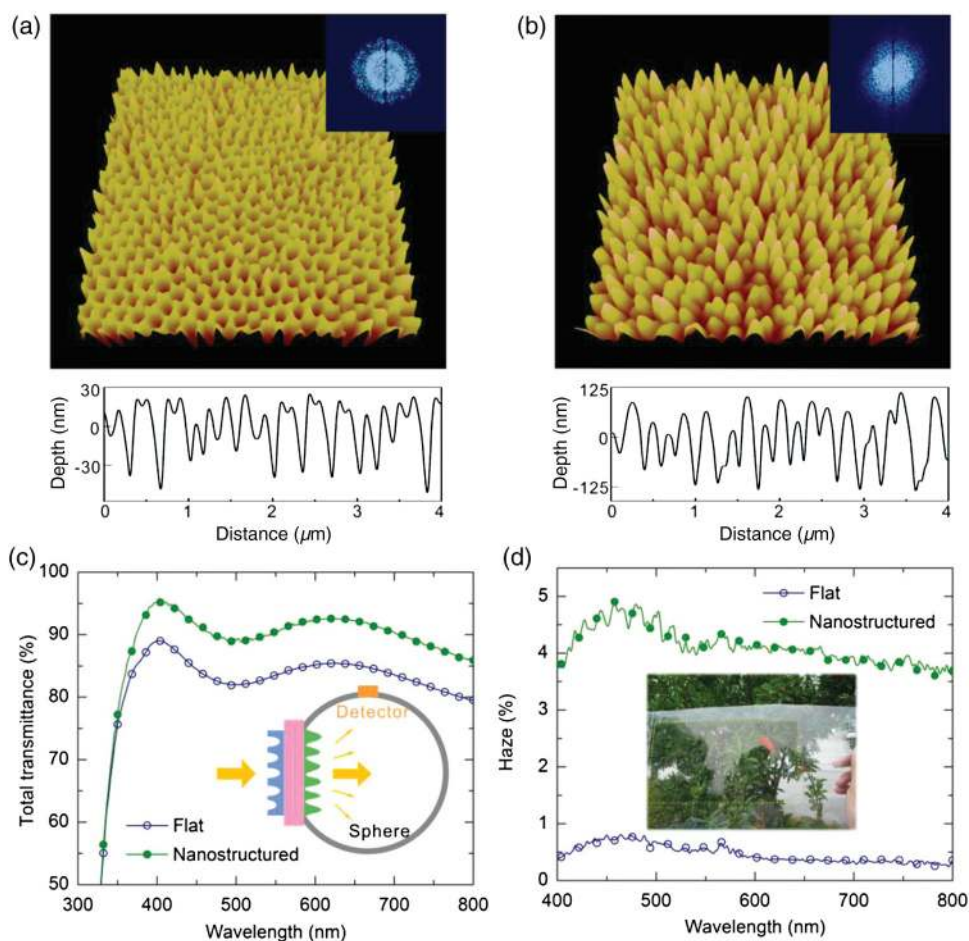 (a)
(b)
30
0
-30
Depth (nm)
0 1 2 3 4
Distance (µm)
125
0
-125
Depth (nm)
0 1 2 3 4
Distance (µm)
(c)
100
90
80
70
60
50
Total transmittance (%)
Detector
Sphere
Flat
Nanostructured
300 400 500 600 700 800
Wavelength (nm)
(d)
5
4
3
2
1
0
Haze (%)
Flat
Nanostructured
400 500 600 700 800
Wavelength (nm)